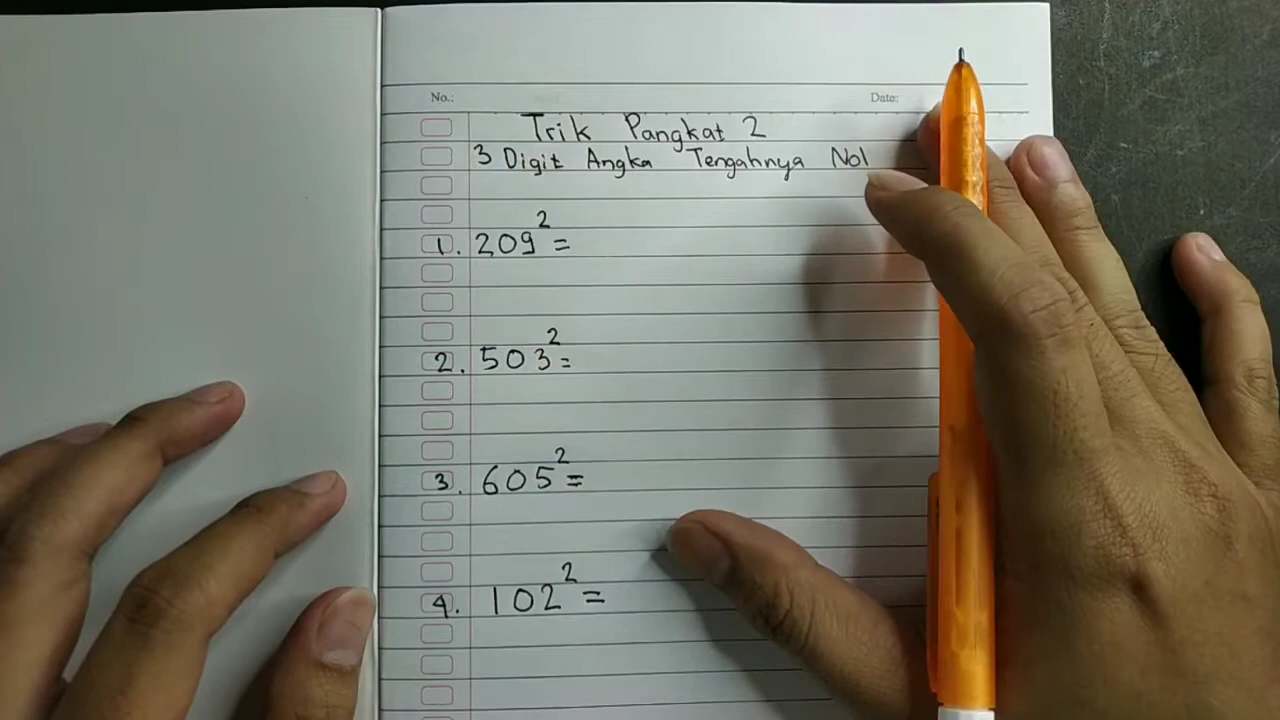 No.: Date:
Trik Pangkat 2
3 Digit Angka Tengahnya Nol
1. 209² =
2. 503² =
3. 605² =
4. 102² =